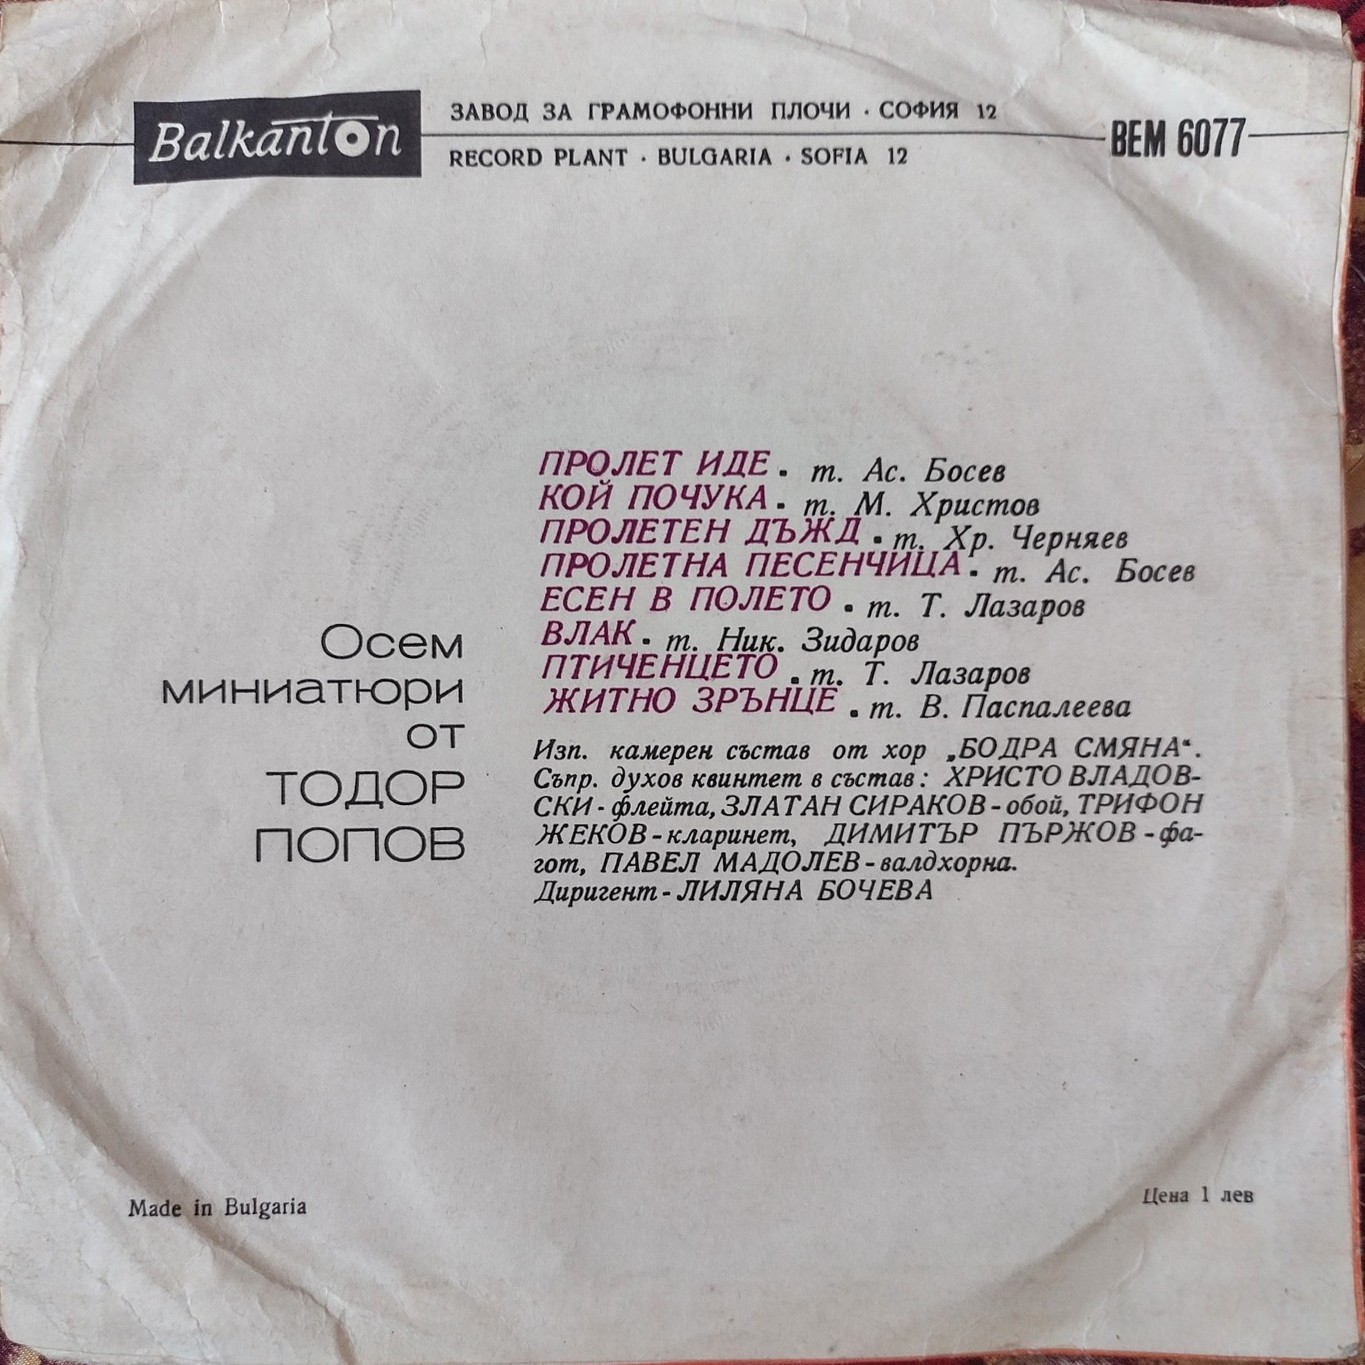 Balkanton
ЗАВОД ЗА ГРАМОФОННИ ПЛОЧИ · СОФИЯ 12
RECORD PLANT · BULGARIA · SOFIA 12
ВЕМ 6077
Осем
миниатюри
от
ТОДОР
ПОПОВ
ПРОЛЕТ ИДЕ. т. Ас. Босев
КОЙ ПОЧУКА. т. М. Христов
ПРОЛЕТЕН ДЪЖД. т. Хр. Черняев
ПРОЛЕТНА ПЕСЕНЧИЦА. т. Ас. Босев
ЕСЕН В ПОЛЕТО. т. Т. Лазаров
ВЛАК. т. Ник. Зидаров
ПТИЧЕНЦЕТО. т. Т. Лазаров
ЖИТНО ЗРЪНЦЕ. т. В. Паспалеева
Изп. камерен състав от хор „БОДРА СМЯНА“.
Съпр. духов квинтет в състав: ХРИСТО ВЛАДОВ-
СКИ - флейта, ЗЛАТАН СИРАКОВ - обой, ТРИФОН
ЖЕКОВ - кларинет, ДИМИТЪР ПЪРЖОВ - фа-
гот, ПАВЕЛ МАДОЛЕВ - валдхорна.
Диригент - ЛИЛЯНА БОЧЕВА
Made in Bulgaria
Цена 1 лев